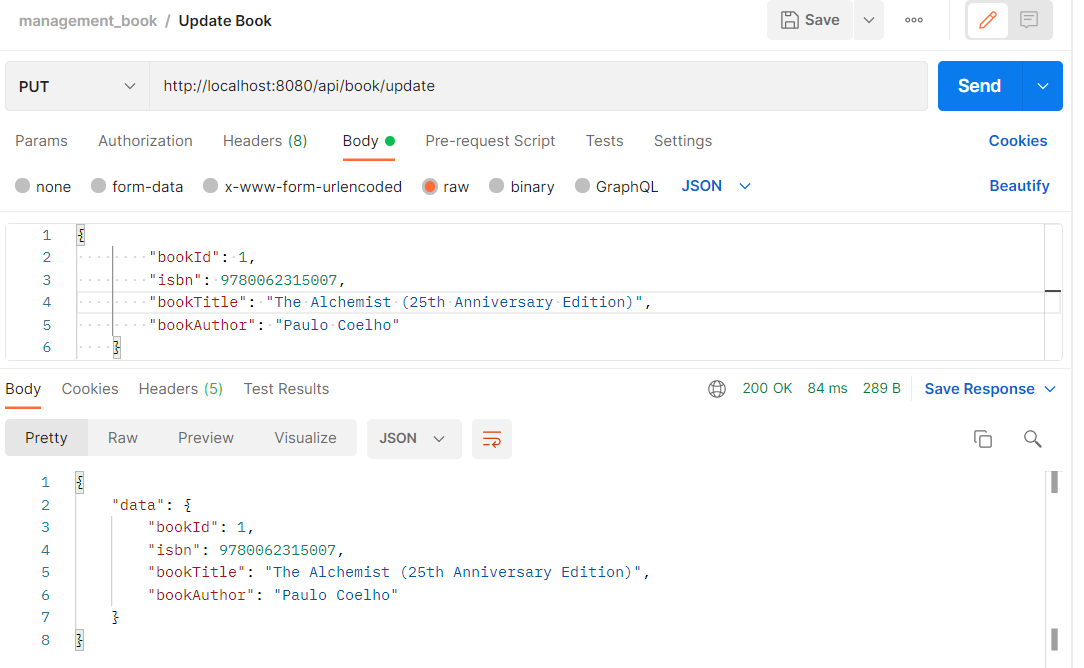 management_book / Update Book
Save
PUT
http://localhost:8080/api/book/update
Send
Params Authorization Headers (8) Body Pre-request Script Tests Settings Cookies
none form-data x-www-form-urlencoded raw binary GraphQL JSON Beautify
1 {
2 "bookId": 1,
3 "isbn": 9780062315007,
4 "bookTitle": "The Alchemist (25th Anniversary Edition)",
5 "bookAuthor": "Paulo Coelho"
6 }
Body Cookies Headers (5) Test Results 200 OK 84 ms 289 B Save Response
Pretty Raw Preview Visualize JSON
1 {
2 "data": {
3 "bookId": 1,
4 "isbn": 9780062315007,
5 "bookTitle": "The Alchemist (25th Anniversary Edition)",
6 "bookAuthor": "Paulo Coelho"
7 }
8 }